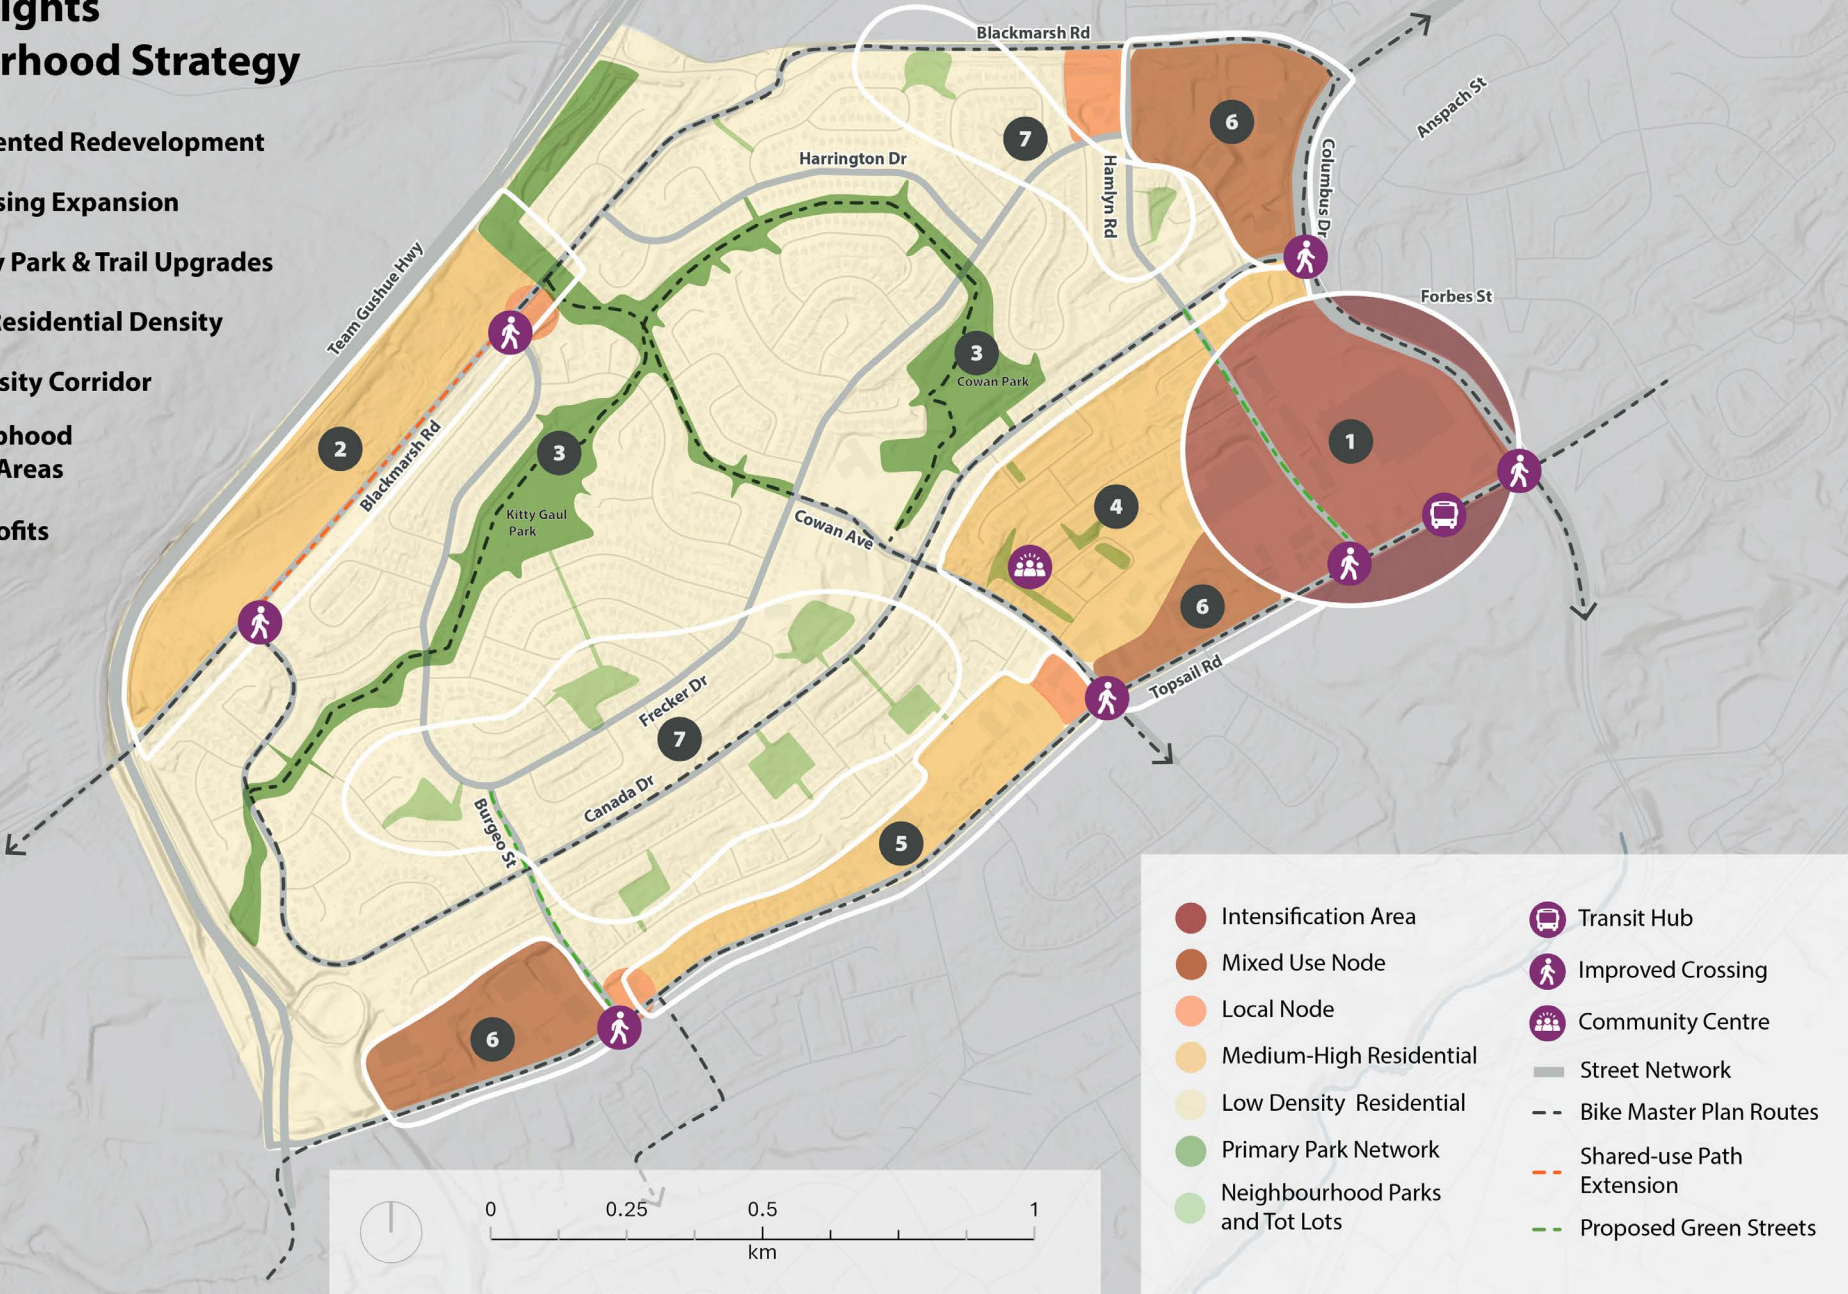 ights
rhood Strategy
ented Redevelopment
sing Expansion
y Park & Trail Upgrades
Residential Density
sity Corridor
phood
Areas
ofits
Blackmarsh Rd
Anspach St
Harrington Dr
Hamlyn Rd
Columbus Dr
Team Gushue Hwy
Forbes St
Cowan Park
Blackmarsh Rd
Kitty Gaul
Park
Cowan Ave
Topsail Rd
Frecker Dr
Canada Dr
Burgeo St
7
6
3
1
2
3
4
6
7
5
6
0
0.25
0.5
1
km
Intensification Area
Mixed Use Node
Local Node
Medium-High Residential
Low Density Residential
Primary Park Network
Neighbourhood Parks
and Tot Lots
Transit Hub
Improved Crossing
Community Centre
Street Network
Bike Master Plan Routes
Shared-use Path
Extension
Proposed Green Streets